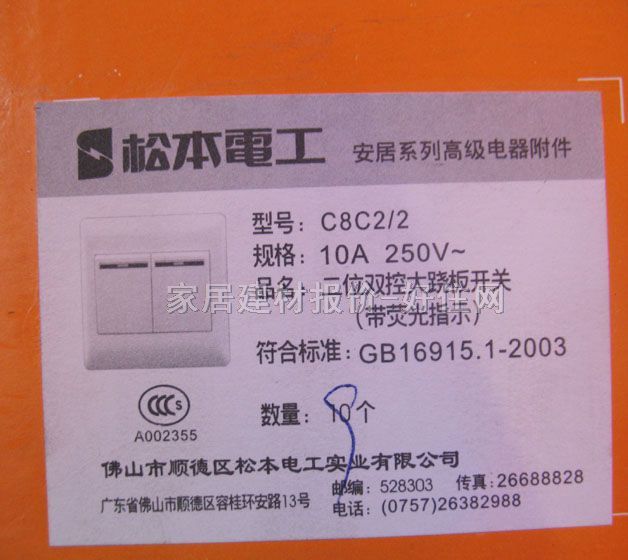 松本電工 安居系列高级电器附件
型号: C8C2/2
规格: 10A 250V~
品名: 二位双控大跷板开关
(带荧光指示)
家居建材报价-好住网
符合标准: GB16915.1-2003
CCC S
A002355
数量: 10个
佛山市顺德区松本电工实业有限公司
广东省佛山市顺德区容桂环安路13号
邮编: 528303 传真: 26688828
电话: (0757)26382988